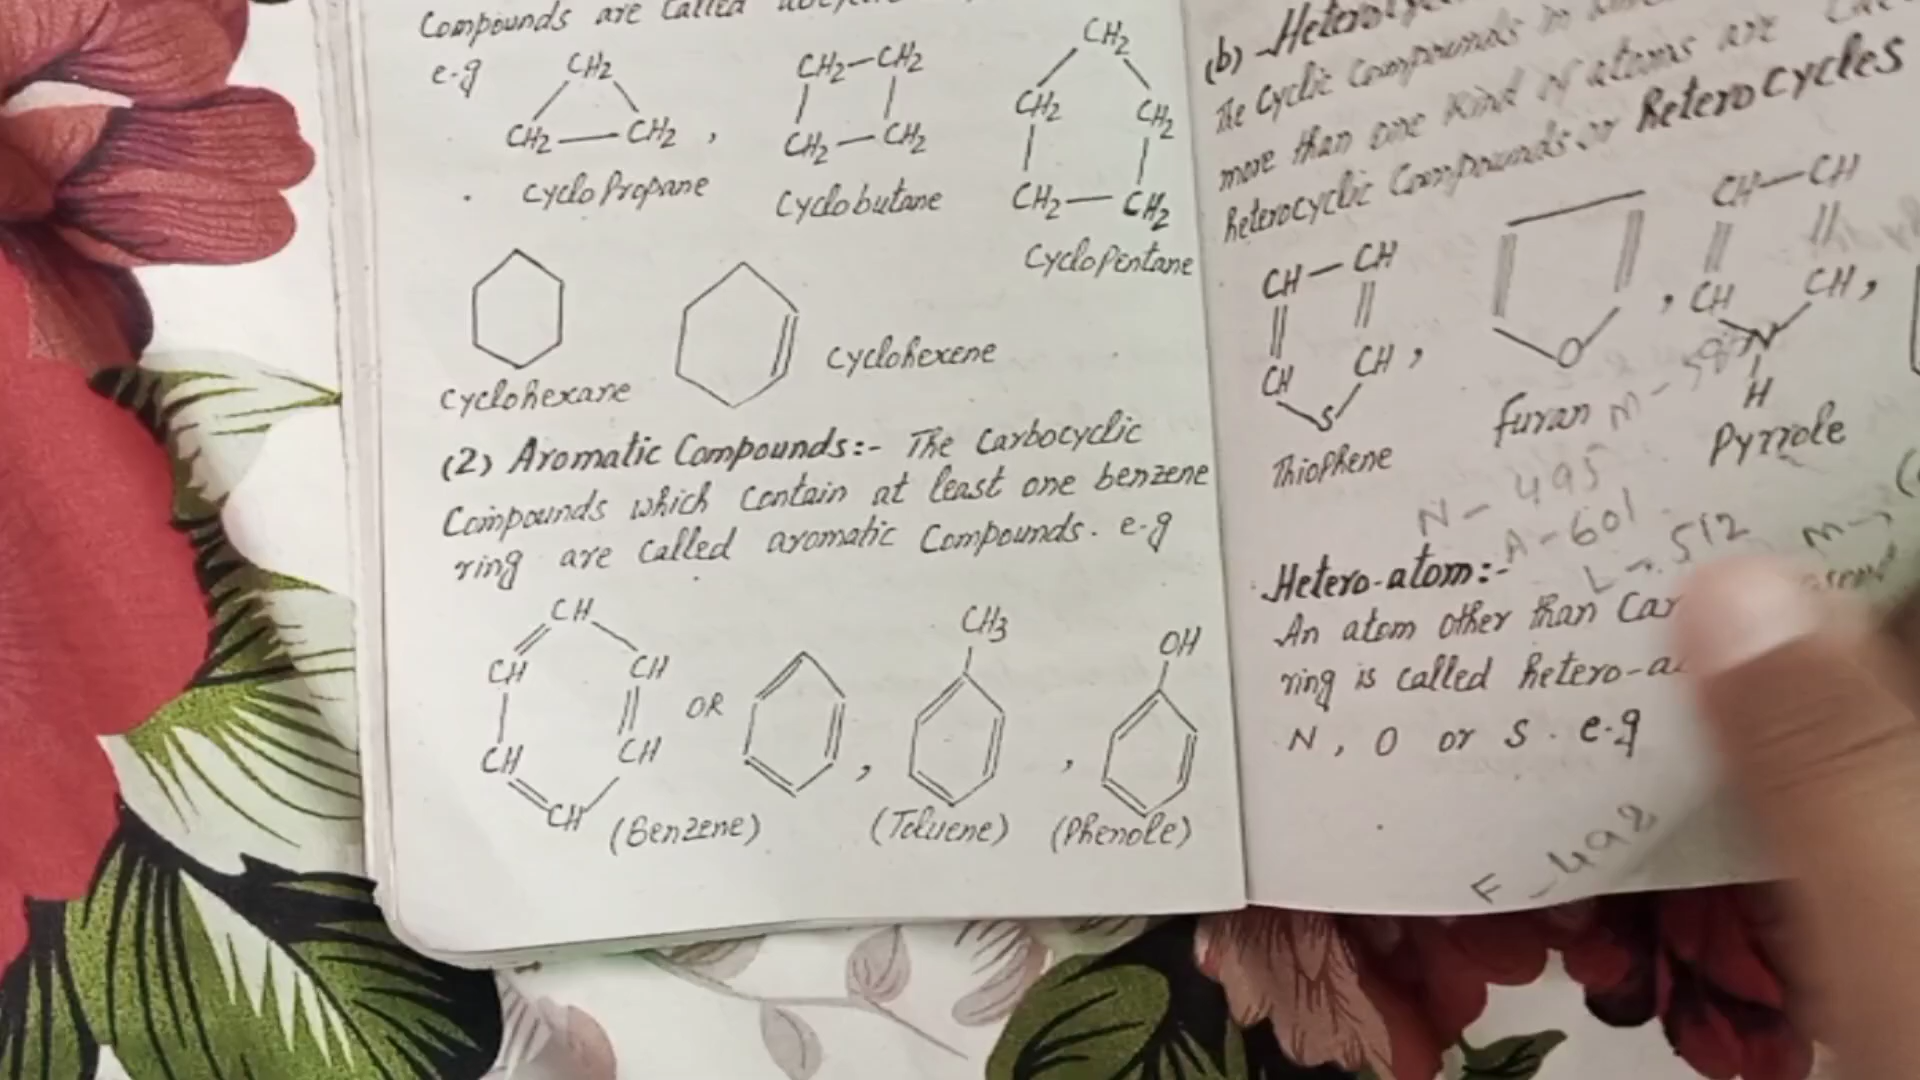 Compounds are called
e.g
CH2
CH2 CH2 ,
Cyclo Propane
CH2 CH2
CH2 CH2
Cyclobutane
CH2
CH2 CH2
CH2 CH2
CycloPentane
Cyclohexane
Cyclohexene
(2) Aromatic Compounds:- The Carbocyclic
Compounds which contain at least one benzene
ring are called aromatic Compounds. e.g
CH
CH CH
CH CH
CH
(Benzene)
OR
,
CH3
(Toluene)
,
OH
(Phenole)
(b)
The Cyclic Compounds in
more than one kind of atoms are
heterocyclic Compounds or heterocycles
CH CH
CH CH ,
S
Thiophene
O
,
furan
CH CH
CH CH ,
N
H
Pyrrole
N - 495
A - 601
L - 512
Hetero-atom:-
An atom other than
ring is called
N , O or S . e.g
F - 492